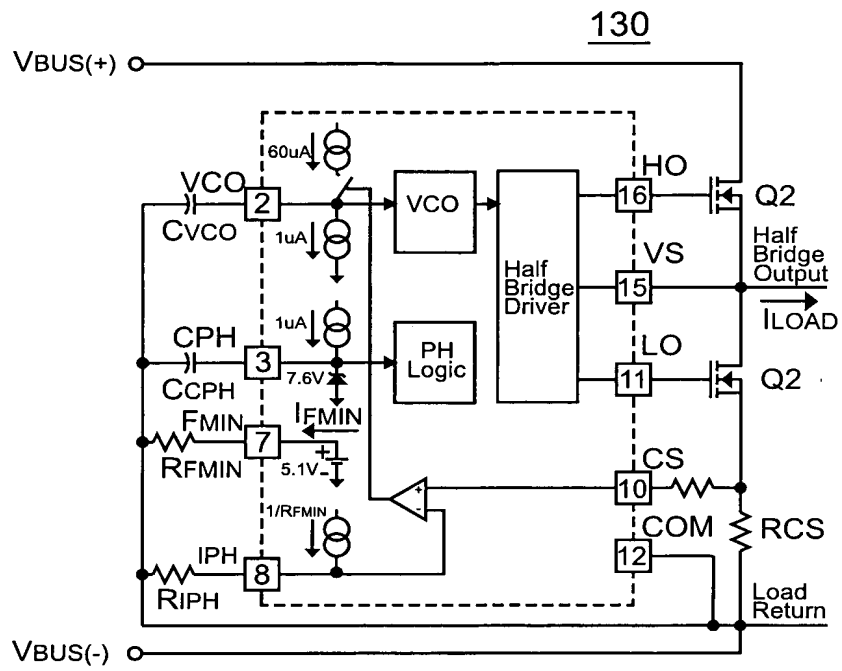 130
VBUS(+)
60uA
HO
VCO
2
VCO
16
Q2
CVCO
1uA
VS
Half
Bridge
Output
Half
Bridge
Driver
15
ILOAD
1uA
CPH
3
PH
Logic
LO
CCPH
7.6V
11
Q2
FMIN
IFMIN
7
RFMIN
+
5.1V-
CS
10
+
-
1/RFMIN
COM
RCS
IPH
12
8
RIPH
Load
Return
VBUS(-)